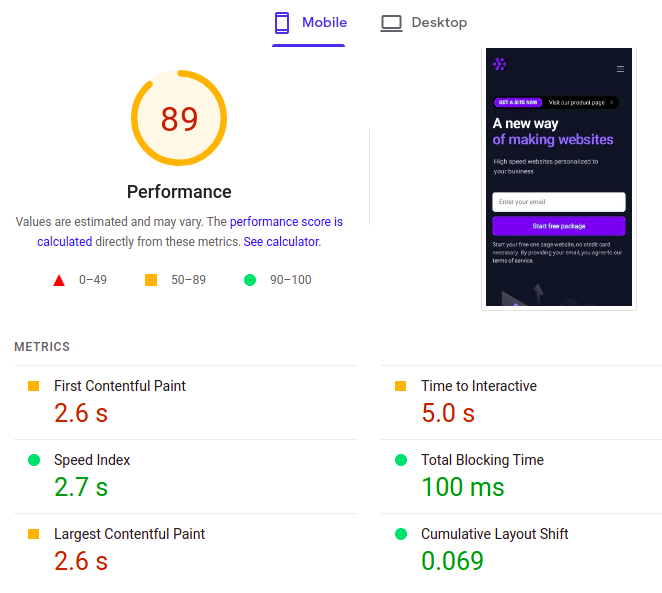 Mobile
Desktop
89
Performance
Values are estimated and may vary. The performance score is
calculated directly from these metrics. See calculator.
0–49
50–89
90–100
GET A SITE NOW
Visit our product page
A new way
of making websites
High speed websites personalized to
your business
Enter your email
Start free package
Start your free one page website, no credit card
necessary. By providing your email, you agree to our
terms of service.
METRICS
First Contentful Paint
2.6 s
Time to Interactive
5.0 s
Speed Index
2.7 s
Total Blocking Time
100 ms
Largest Contentful Paint
2.6 s
Cumulative Layout Shift
0.069